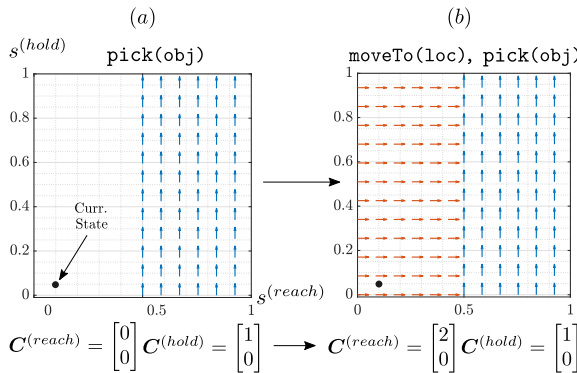 (a)
(b)
s^(hold)
pick(obj)
moveTo(loc), pick(obj)
1
0.8
0.6
0.4
0.2
0
Curr.
State
0
0.5
1
s^(reach)
1
0.8
0.6
0.4
0.2
0
0
0.5
1
C^(reach) = [0 0] C^(hold) = [1 0]
C^(reach) = [2 0] C^(hold) = [1 0]